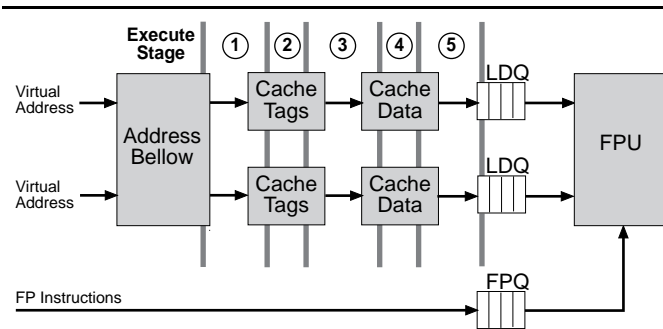 Execute
Stage
1
2
3
4
5
Virtual
Address
Address
Bellow
Cache
Tags
Cache
Data
LDQ
FPU
Virtual
Address
Cache
Tags
Cache
Data
LDQ
FP Instructions
FPQ